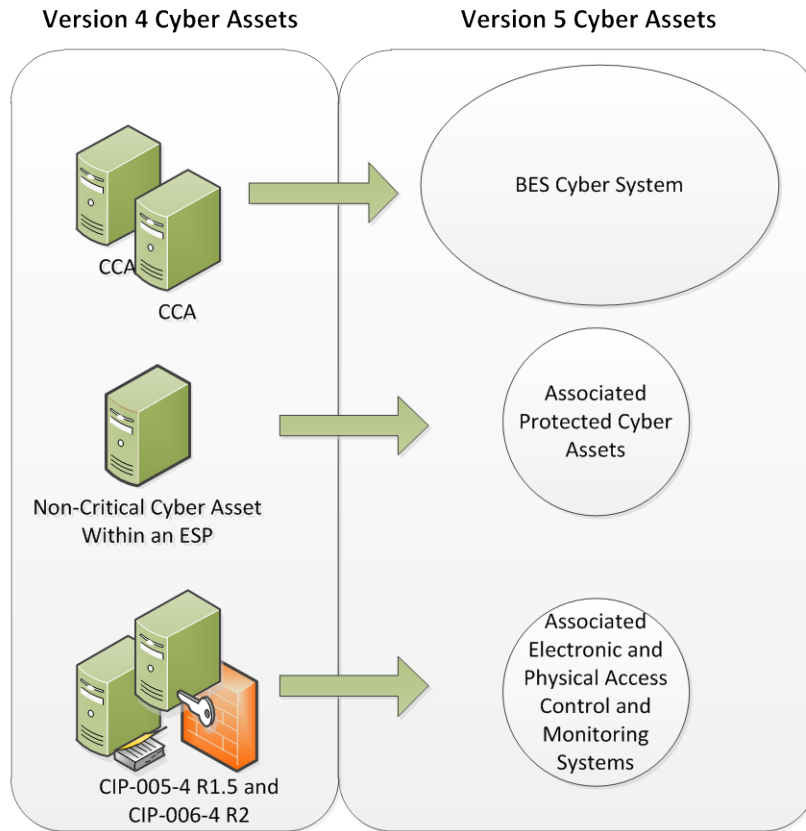 Version 4 Cyber Assets
Version 5 Cyber Assets
CCA
CCA
BES Cyber System
Non-Critical Cyber Asset
Within an ESP
Associated
Protected Cyber
Assets
CIP-005-4 R1.5 and
CIP-006-4 R2
Associated
Electronic and
Physical Access
Control and
Monitoring
Systems